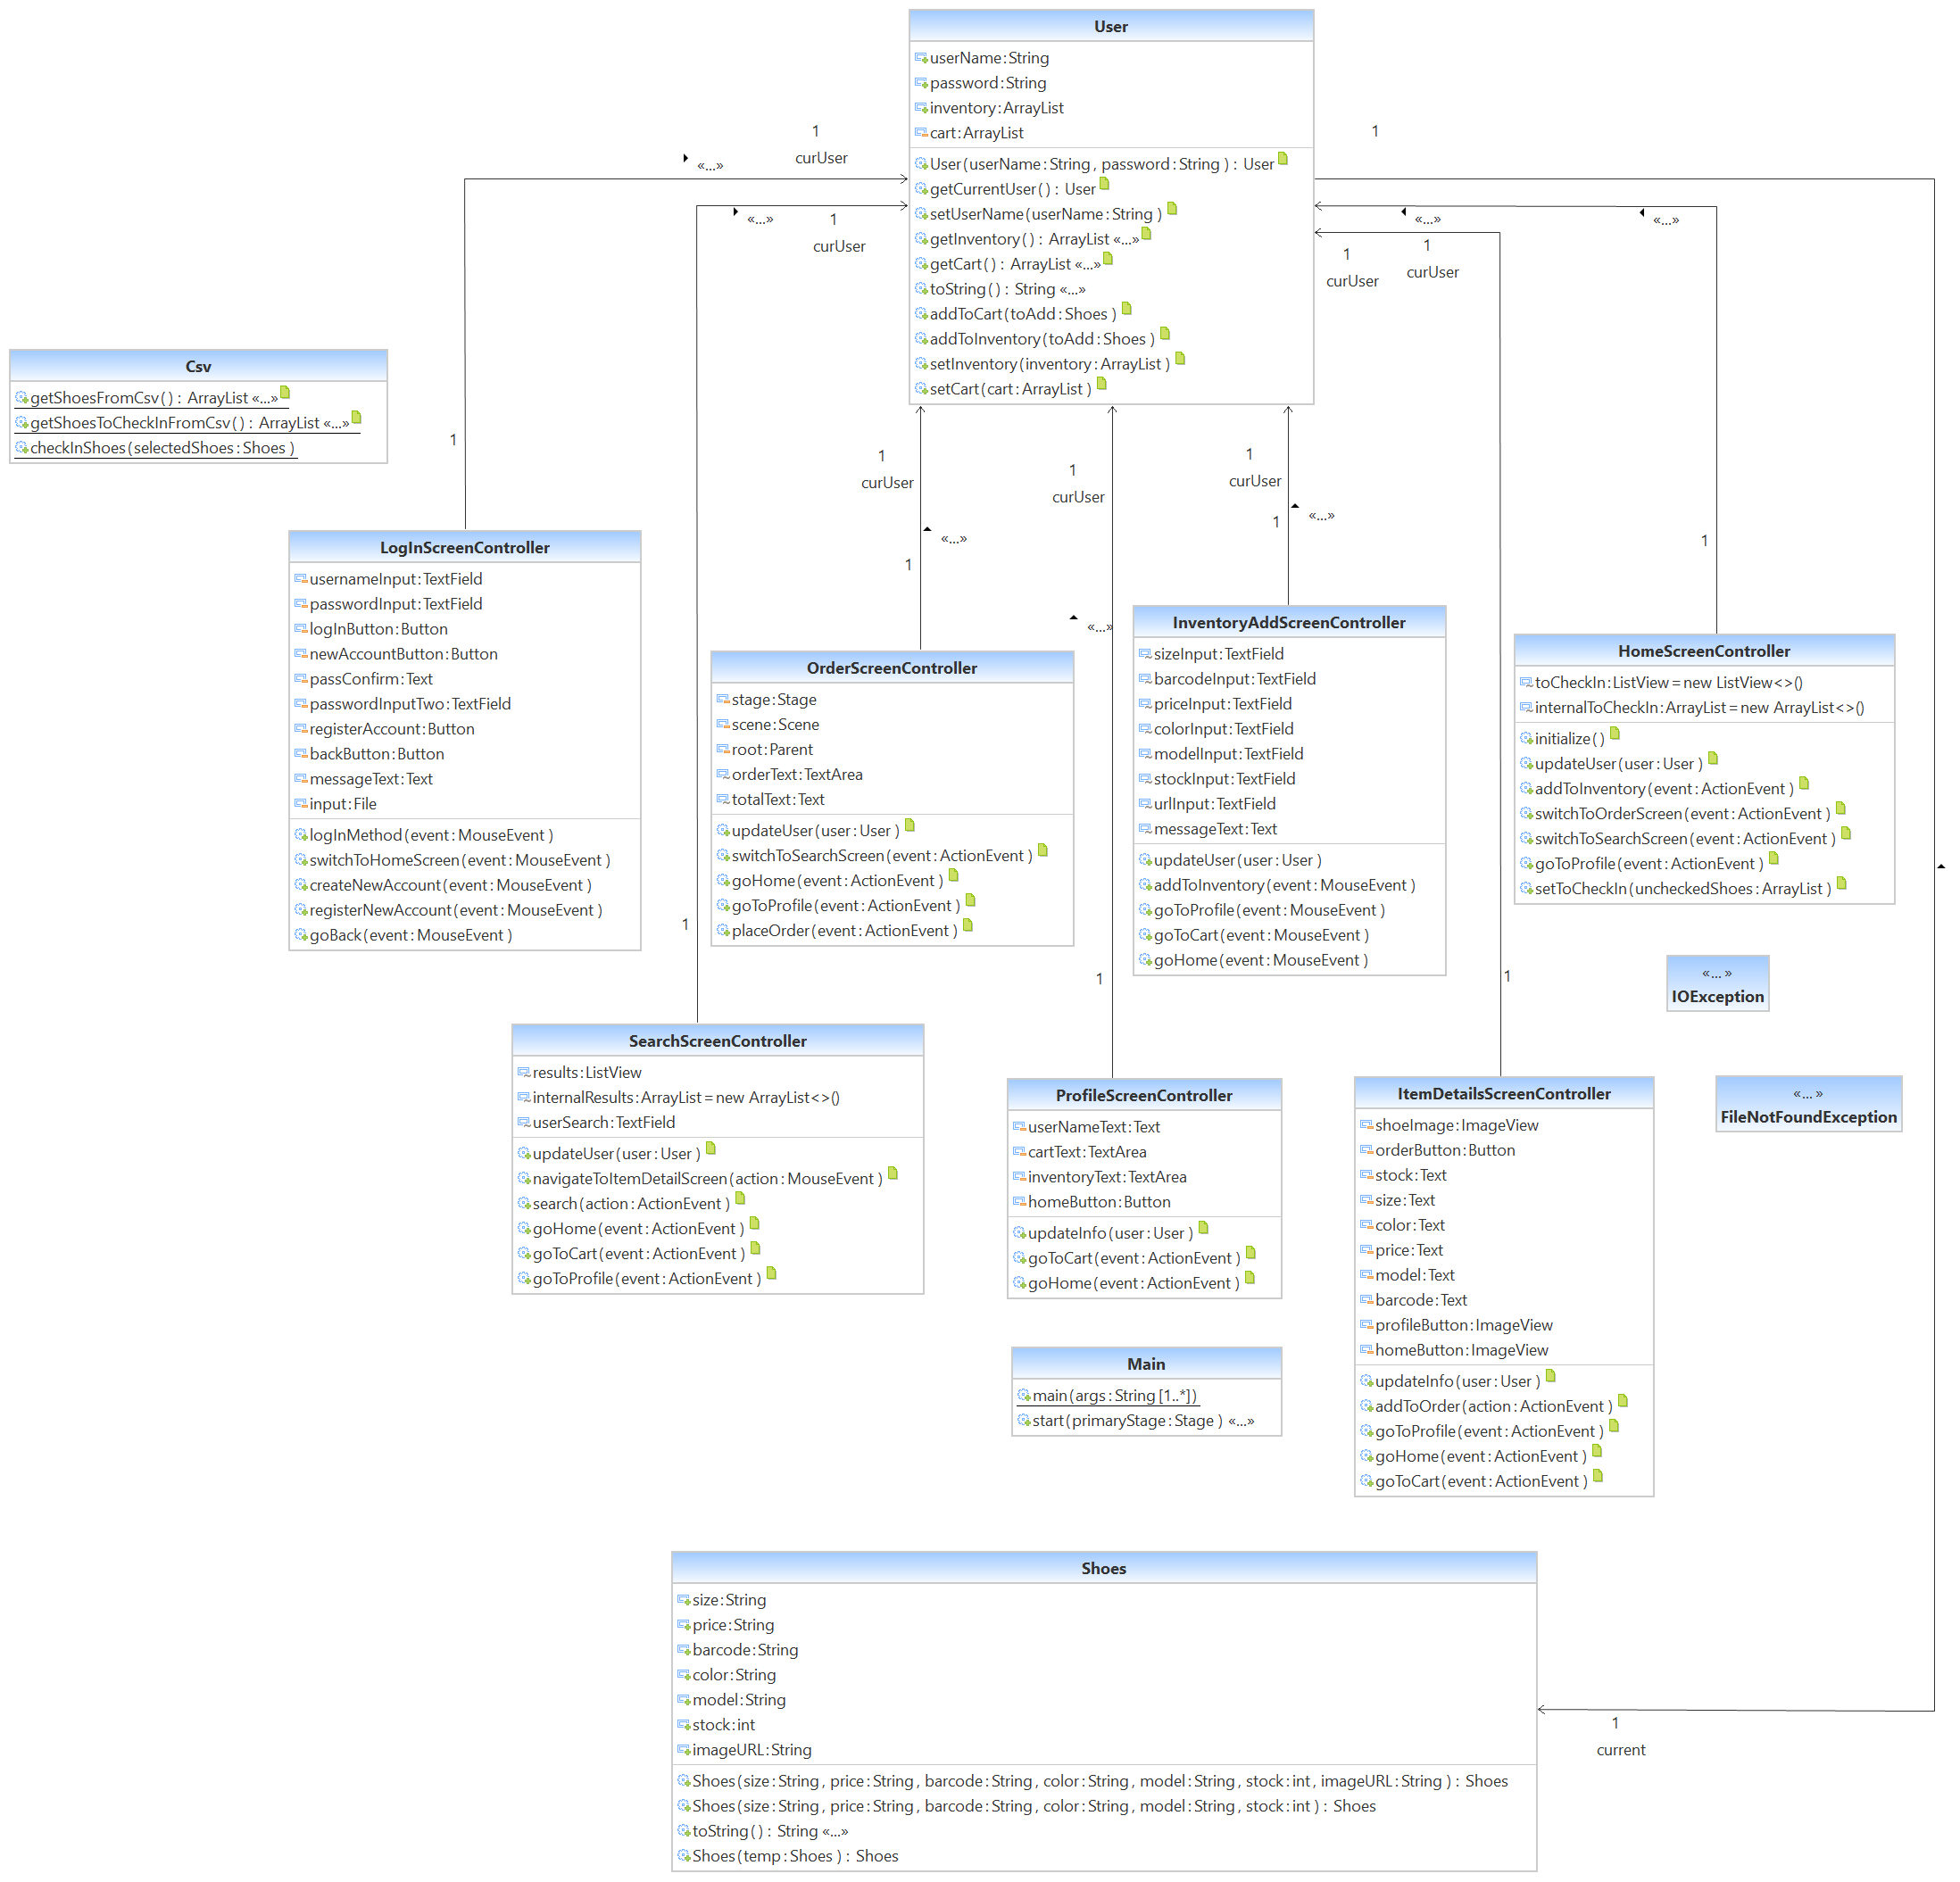 User
userName:String
password:String
inventory:ArrayList
cart:ArrayList
User(userName:String, password:String): User
getCurrentUser(): User
setUserName(userName:String)
getInventory(): ArrayList «...»
getCart(): ArrayList «...»
toString(): String «...»
addToCart(toAdd:Shoes)
addToInventory(toAdd:Shoes)
setInventory(inventory:ArrayList)
setCart(cart:ArrayList)
1
curUser
«...»
1
curUser
«...»
1
«...»
«...»
1
curUser
1
curUser
Csv
getShoesFromCsv(): ArrayList «...»
getShoesToCheckInFromCsv(): ArrayList «...»
checkInShoes(selectedShoes:Shoes)
1
1
curUser
«...»
1
1
curUser
«...»
1
curUser
1
«...»
1
LogInScreenController
usernameInput:TextField
passwordInput:TextField
logInButton:Button
newAccountButton:Button
passConfirm:Text
passwordInputTwo:TextField
registerAccount:Button
backButton:Button
messageText:Text
input:File
logInMethod(event:MouseEvent)
switchToHomeScreen(event:MouseEvent)
createNewAccount(event:MouseEvent)
registerNewAccount(event:MouseEvent)
goBack(event:MouseEvent)
OrderScreenController
stage:Stage
scene:Scene
root:Parent
orderText:TextArea
totalText:Text
updateUser(user:User)
switchToSearchScreen(event:ActionEvent)
goHome(event:ActionEvent)
goToProfile(event:ActionEvent)
placeOrder(event:ActionEvent)
InventoryAddScreenController
sizeInput:TextField
barcodeInput:TextField
priceInput:TextField
colorInput:TextField
modelInput:TextField
stockInput:TextField
urlInput:TextField
messageText:Text
updateUser(user:User)
addToInventory(event:MouseEvent)
goToProfile(event:MouseEvent)
goToCart(event:MouseEvent)
goHome(event:MouseEvent)
HomeScreenController
toCheckIn:ListView=new ListView<>()
internalToCheckIn:ArrayList=new ArrayList<>()
initialize()
updateUser(user:User)
addToInventory(event:ActionEvent)
switchToOrderScreen(event:ActionEvent)
switchToSearchScreen(event:ActionEvent)
goToProfile(event:ActionEvent)
setToCheckIn(uncheckedShoes:ArrayList)
1
1
1
«...»
IOException
«...»
FileNotFoundException
SearchScreenController
results:ListView
internalResults:ArrayList=new ArrayList<>()
userSearch:TextField
updateUser(user:User)
navigateToItemDetailScreen(action:MouseEvent)
search(action:ActionEvent)
goHome(event:ActionEvent)
goToCart(event:ActionEvent)
goToProfile(event:ActionEvent)
ProfileScreenController
userNameText:Text
cartText:TextArea
inventoryText:TextArea
homeButton:Button
updateInfo(user:User)
goToCart(event:ActionEvent)
goHome(event:ActionEvent)
ItemDetailsScreenController
shoeImage:ImageView
orderButton:Button
stock:Text
size:Text
color:Text
price:Text
model:Text
barcode:Text
profileButton:ImageView
homeButton:ImageView
updateInfo(user:User)
addToOrder(action:ActionEvent)
goToProfile(event:ActionEvent)
goHome(event:ActionEvent)
goToCart(event:ActionEvent)
Main
main(args:String[1..*])
start(primaryStage:Stage) «...»
Shoes
size:String
price:String
barcode:String
color:String
model:String
stock:int
imageURL:String
Shoes(size:String, price:String, barcode:String, color:String, model:String, stock:int, imageURL:String): Shoes
Shoes(size:String, price:String, barcode:String, color:String, model:String, stock:int): Shoes
toString(): String «...»
Shoes(temp:Shoes): Shoes
1
current